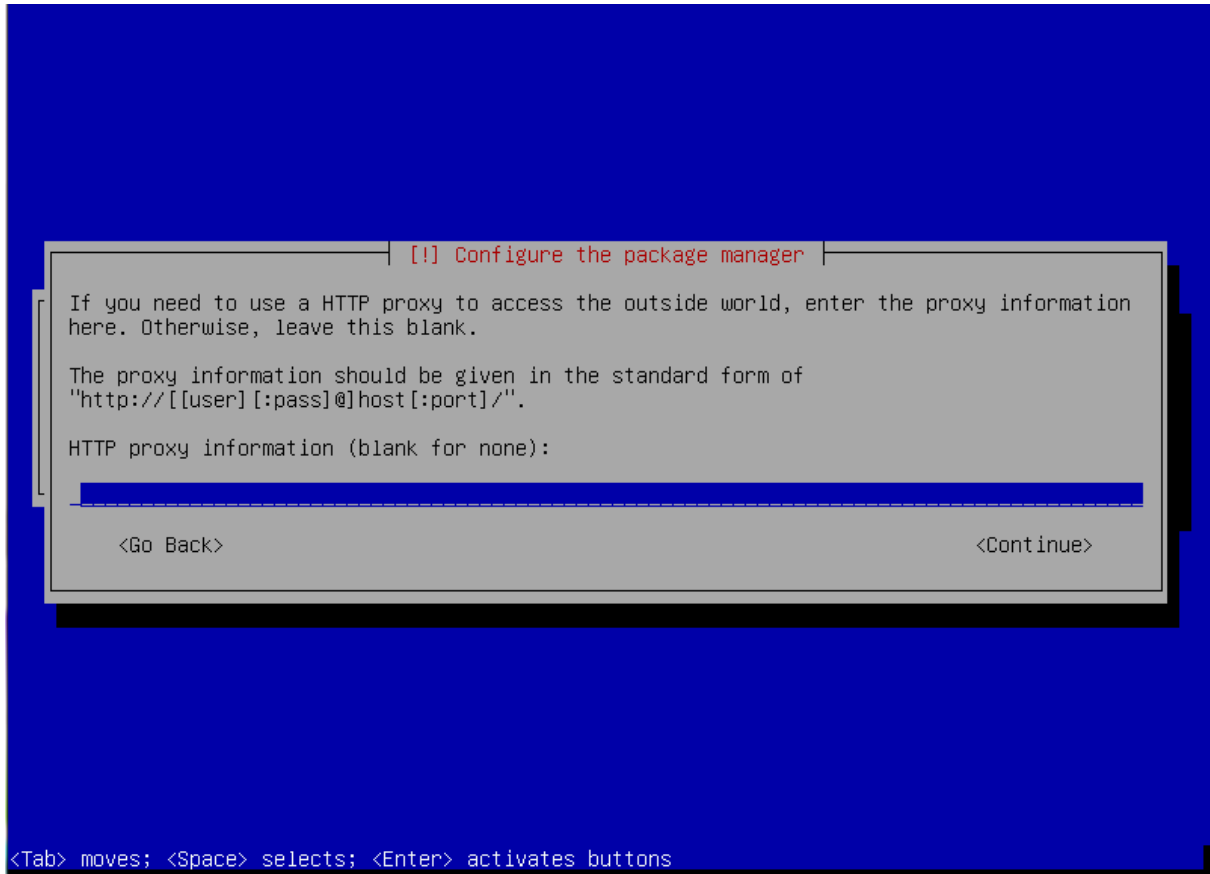 [!] Configure the package manager
If you need to use a HTTP proxy to access the outside world, enter the proxy information
here. Otherwise, leave this blank.
The proxy information should be given in the standard form of
"http://[[user][:pass]@]host[:port]/".
HTTP proxy information (blank for none):
<Go Back> <Continue>
<Tab> moves; <Space> selects; <Enter> activates buttons